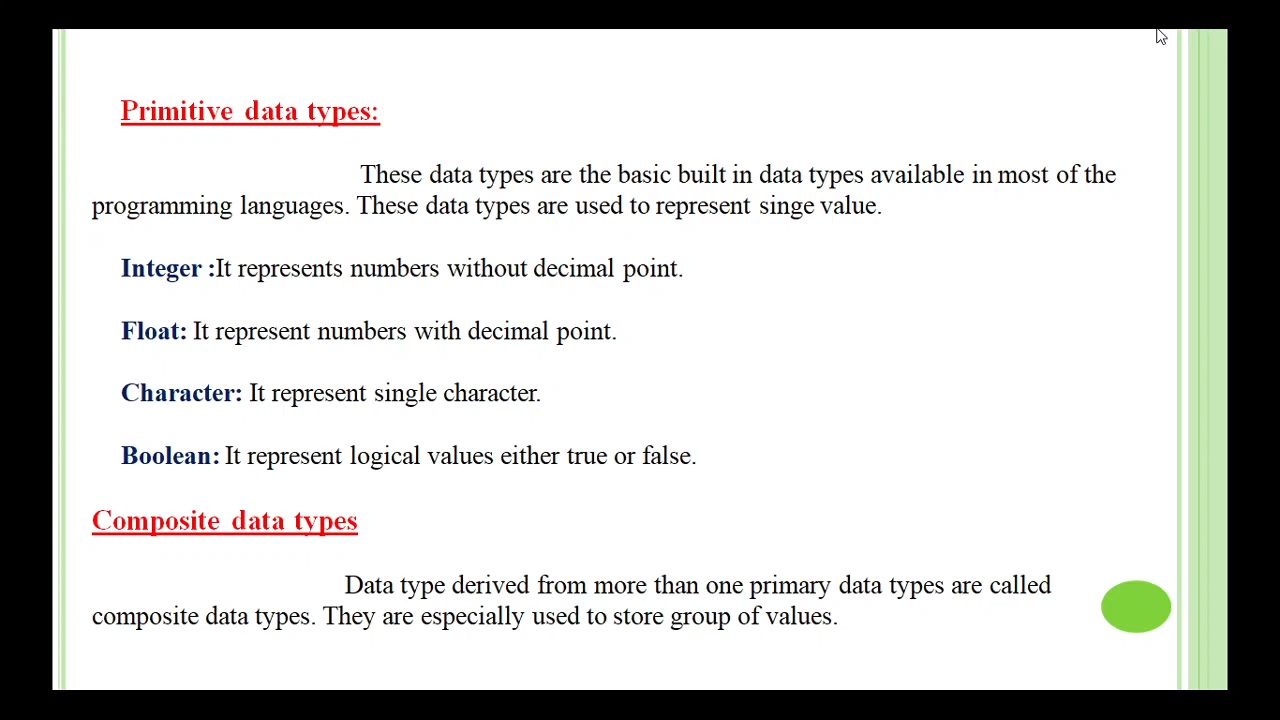 Primitive data types:
These data types are the basic built in data types available in most of the
programming languages. These data types are used to represent singe value.
Integer :It represents numbers without decimal point.
Float: It represent numbers with decimal point.
Character: It represent single character.
Boolean: It represent logical values either true or false.
Composite data types
Data type derived from more than one primary data types are called
composite data types. They are especially used to store group of values.